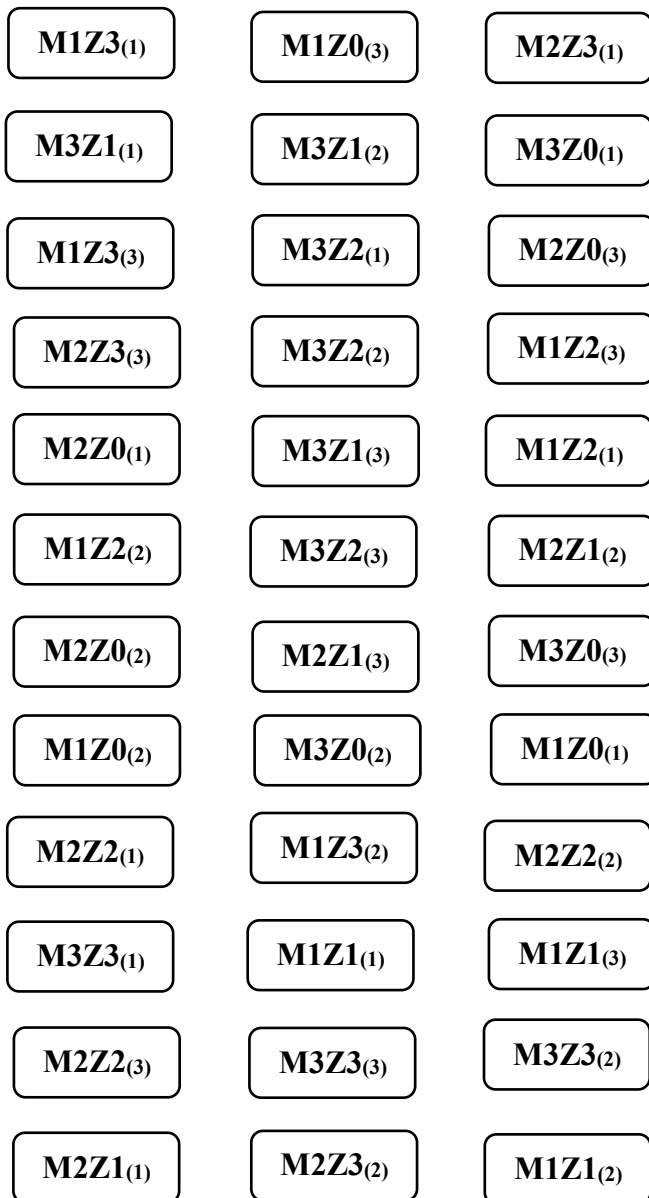 M1Z3(1) M1Z0(3) M2Z3(1)
M3Z1(1) M3Z1(2) M3Z0(1)
M1Z3(3) M3Z2(1) M2Z0(3)
M2Z3(3) M3Z2(2) M1Z2(3)
M2Z0(1) M3Z1(3) M1Z2(1)
M1Z2(2) M3Z2(3) M2Z1(2)
M2Z0(2) M2Z1(3) M3Z0(3)
M1Z0(2) M3Z0(2) M1Z0(1)
M2Z2(1) M1Z3(2) M2Z2(2)
M3Z3(1) M1Z1(1) M1Z1(3)
M2Z2(3) M3Z3(3) M3Z3(2)
M2Z1(1) M2Z3(2) M1Z1(2)